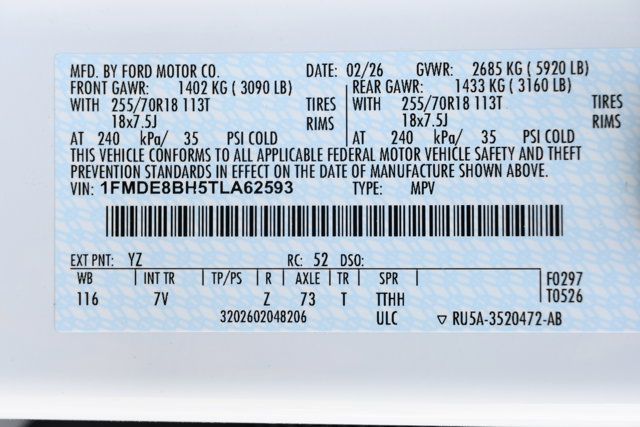 MFD. BY FORD MOTOR CO. DATE: 02/26 GVWR: 2685 KG ( 5920 LB)
FRONT GAWR: 1402 KG ( 3090 LB) REAR GAWR: 1433 KG ( 3160 LB)
WITH 255/70R18 113T TIRES WITH 255/70R18 113T TIRES
18x7.5J RIMS 18x7.5J RIMS
AT 240 kPa/ 35 PSI COLD AT 240 kPa/ 35 PSI COLD
THIS VEHICLE CONFORMS TO ALL APPLICABLE FEDERAL MOTOR VEHICLE SAFETY AND THEFT
PREVENTION STANDARDS IN EFFECT ON THE DATE OF MANUFACTURE SHOWN ABOVE.
VIN: 1FMDE8BH5TLA62593 TYPE: MPV
EXT PNT: YZ RC: 52 DSO:
WB INT TR TP/PS R AXLE TR SPR F0297
116 7V Z 73 T TTHH T0526
3202602048206 ULC ▽ RU5A-3520472-AB